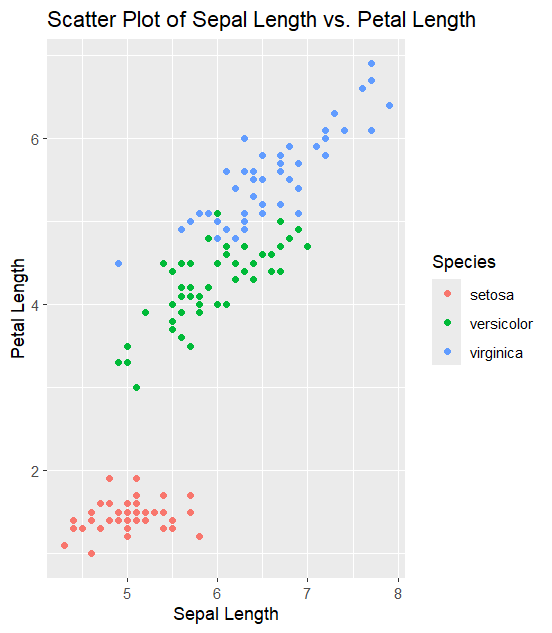 Scatter Plot of Sepal Length vs. Petal Length
6
4
2
Petal Length
5 6 7 8
Sepal Length
Species
setosa
versicolor
virginica